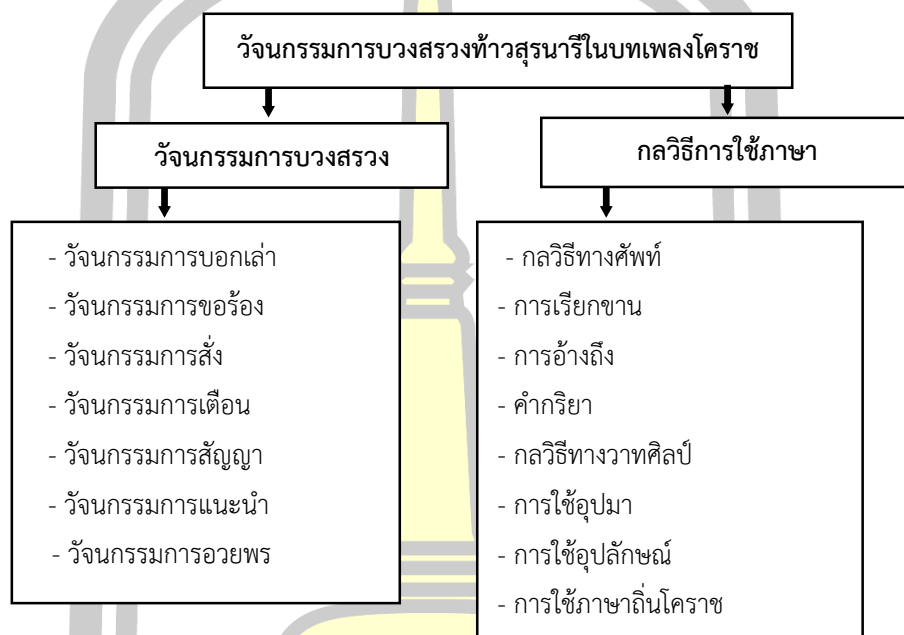 วัจนกรรมการบวงสรวงท้าวสุรนารีในบทเพลงโคราช
วัจนกรรมการบวงสรวง
กลวิธีการใช้ภาษา
- วัจนกรรมการบอกเล่า
- วัจนกรรมการขอร้อง
- วัจนกรรมการสั่ง
- วัจนกรรมการเตือน
- วัจนกรรมการสัญญา
- วัจนกรรมการแนะนำ
- วัจนกรรมการอวยพร
- กลวิธีทางศัพท์
- การเรียกขาน
- การอ้างถึง
- คำกริยา
- กลวิธีทางวาทศิลป์
- การใช้อุปมา
- การใช้อุปลักษณ์
- การใช้ภาษาถิ่นโคราช